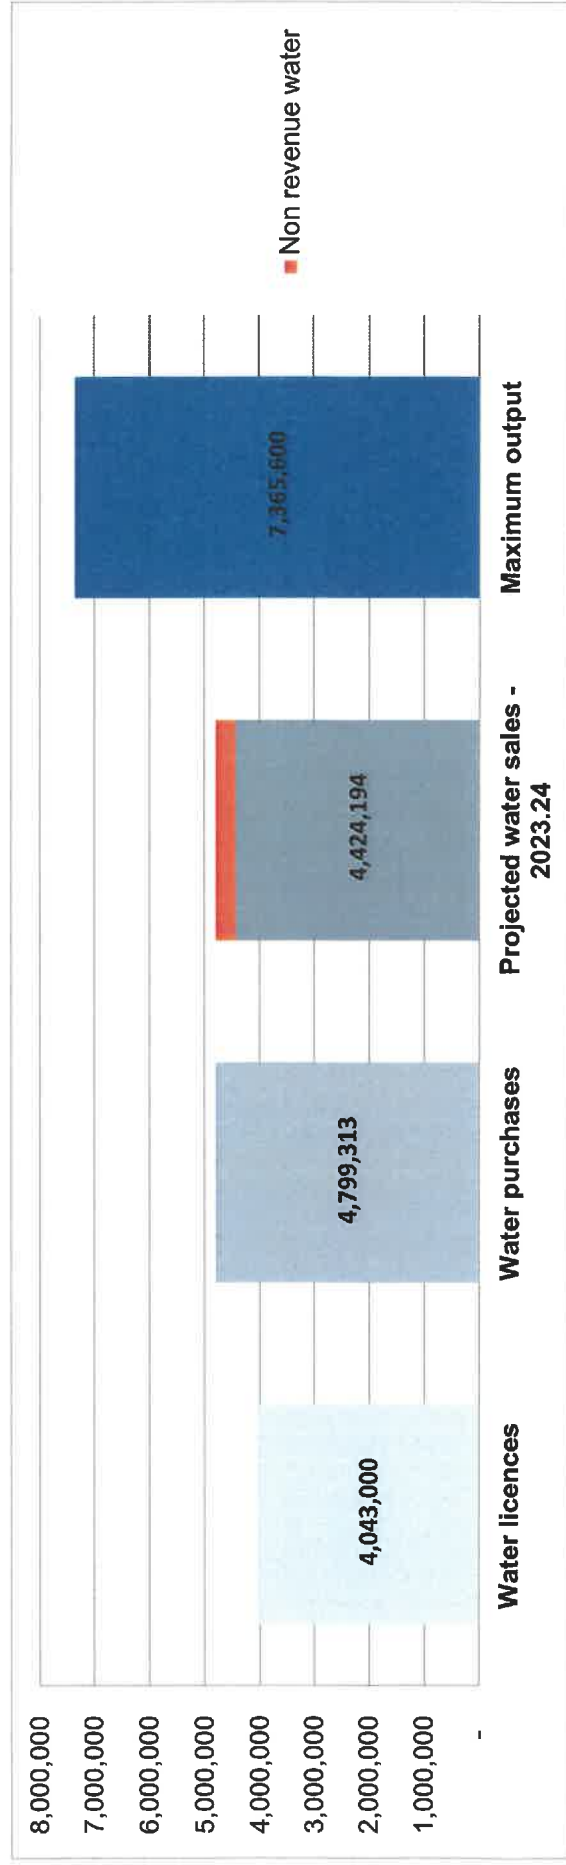 8,000,000
7,000,000
6,000,000
5,000,000
4,000,000
3,000,000
2,000,000
1,000,000
-
4,043,000
4,799,313
4,424,194
7,365,600
Water licences
Water purchases
Projected water sales -
2023.24
Maximum output
Non revenue water